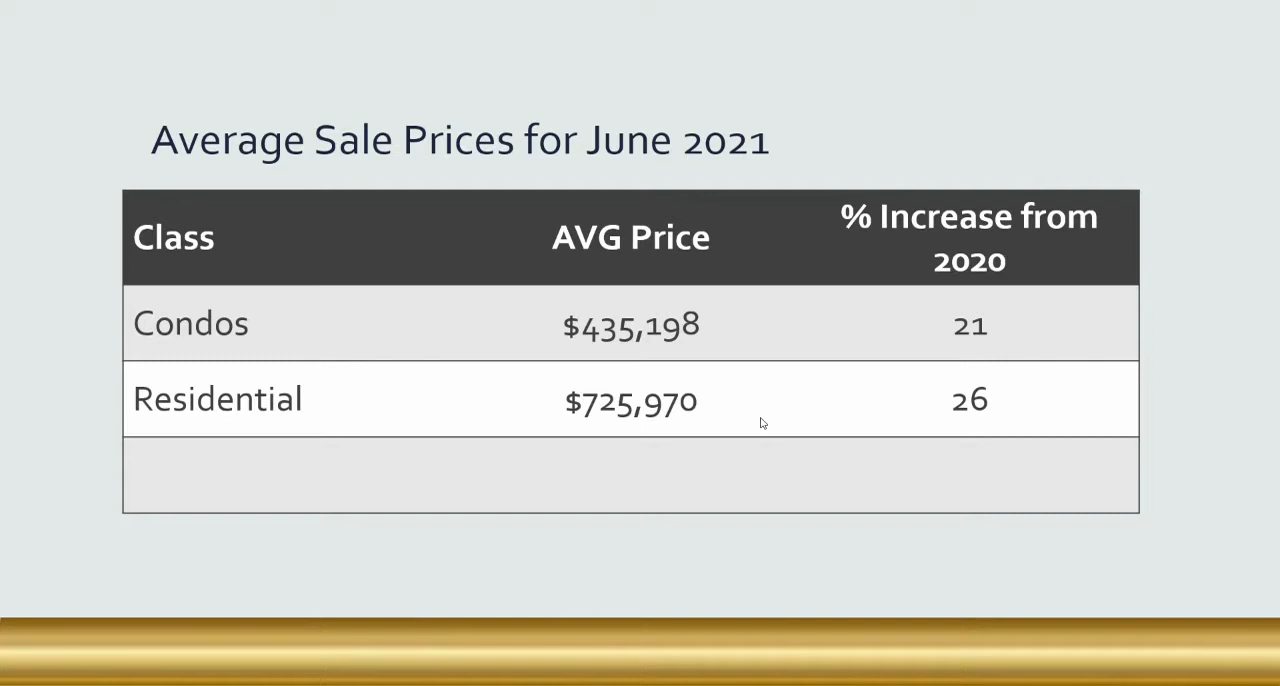 Average Sale Prices for June 2021
Class AVG Price % Increase from 2020
Condos $435,198 21
Residential $725,970 26